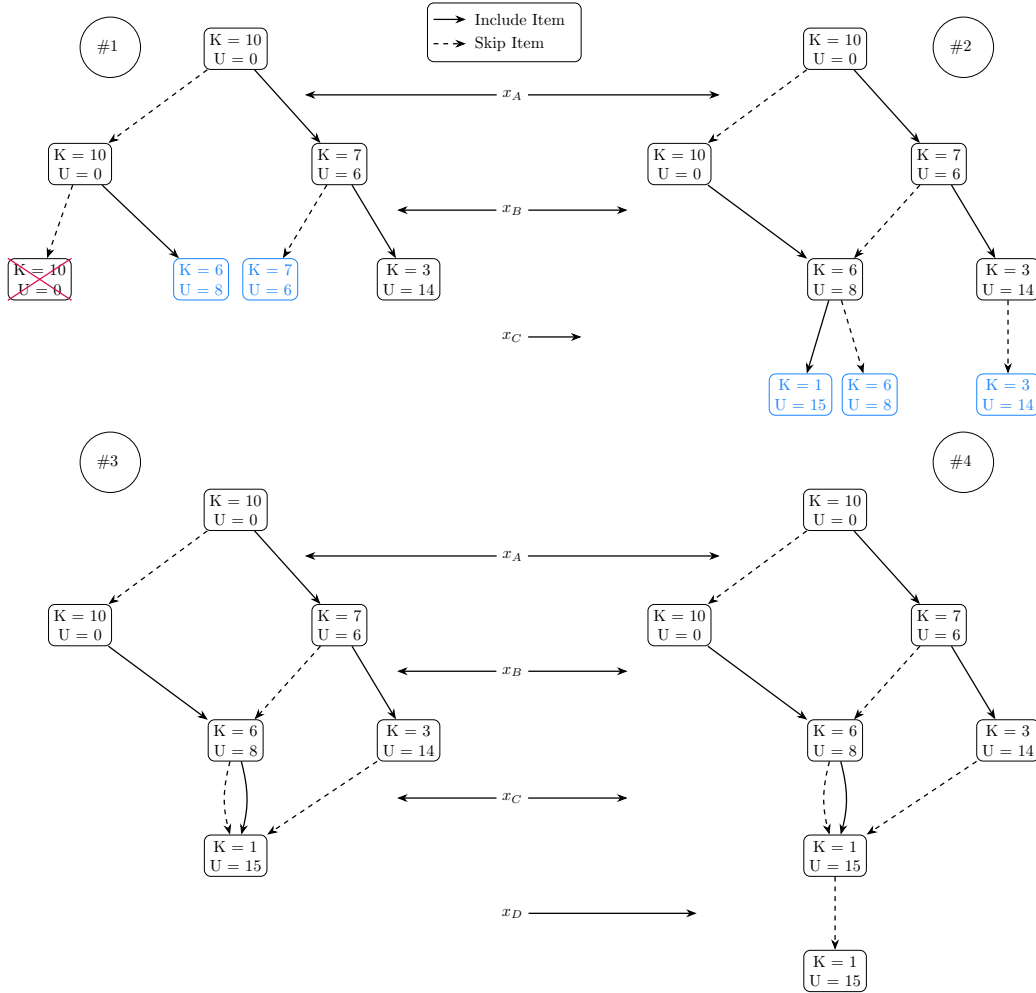 Include Item
Skip Item
#1
K = 10
U = 0
K = 10
U = 0
#2
x_A
K = 10
U = 0
K = 7
U = 6
K = 10
U = 0
K = 7
U = 6
x_B
K = 10
U = 0
K = 6
U = 8
K = 7
U = 6
K = 3
U = 14
K = 6
U = 8
K = 3
U = 14
x_C
K = 1
U = 15
K = 6
U = 8
K = 3
U = 14
#3
#4
K = 10
U = 0
K = 10
U = 0
x_A
K = 10
U = 0
K = 7
U = 6
K = 10
U = 0
K = 7
U = 6
x_B
K = 6
U = 8
K = 3
U = 14
K = 6
U = 8
K = 3
U = 14
x_C
K = 1
U = 15
K = 1
U = 15
x_D
K = 1
U = 15